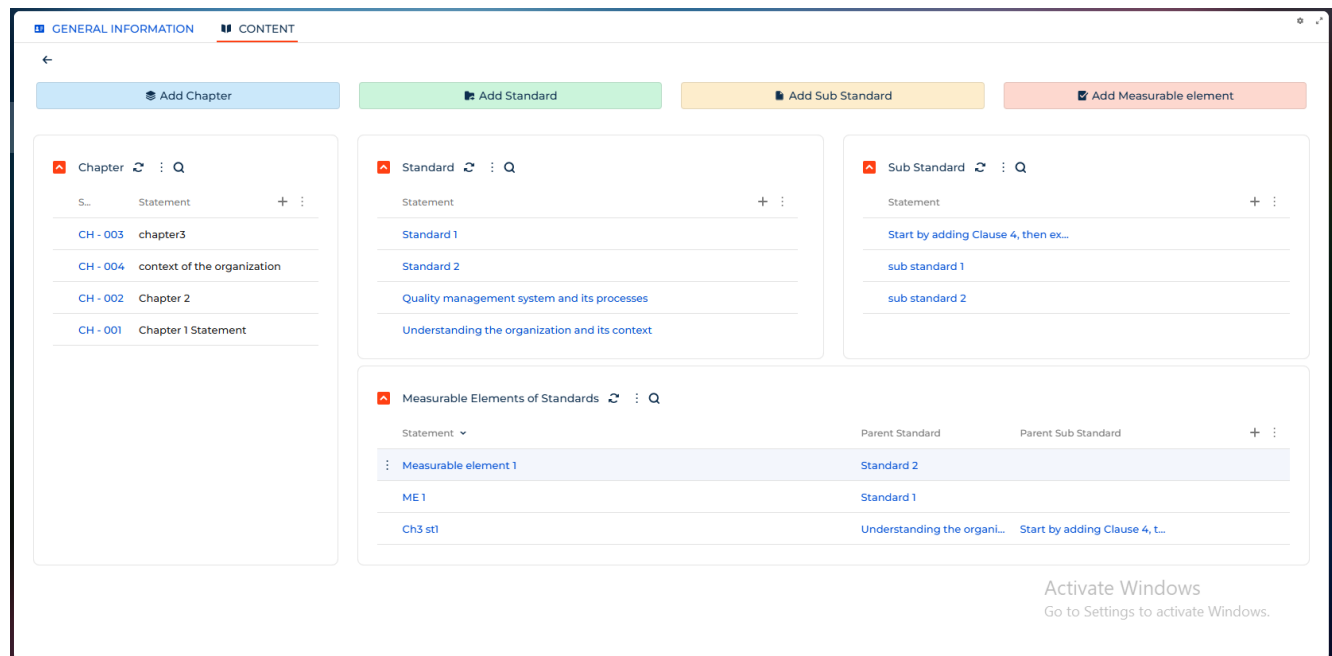 GENERAL INFORMATION CONTENT
Add Chapter Add Standard Add Sub Standard Add Measurable element
Chapter
S... Statement
CH - 003 chapter3
CH - 004 context of the organization
CH - 002 Chapter 2
CH - 001 Chapter 1 Statement
Standard
Statement
Standard 1
Standard 2
Quality management system and its processes
Understanding the organization and its context
Sub Standard
Statement
Start by adding Clause 4, then ex...
sub standard 1
sub standard 2
Measurable Elements of Standards
Statement Parent Standard Parent Sub Standard
Measurable element 1 Standard 2
ME 1 Standard 1
Ch3 st1 Understanding the organi... Start by adding Clause 4, t...
Activate Windows
Go to Settings to activate Windows.